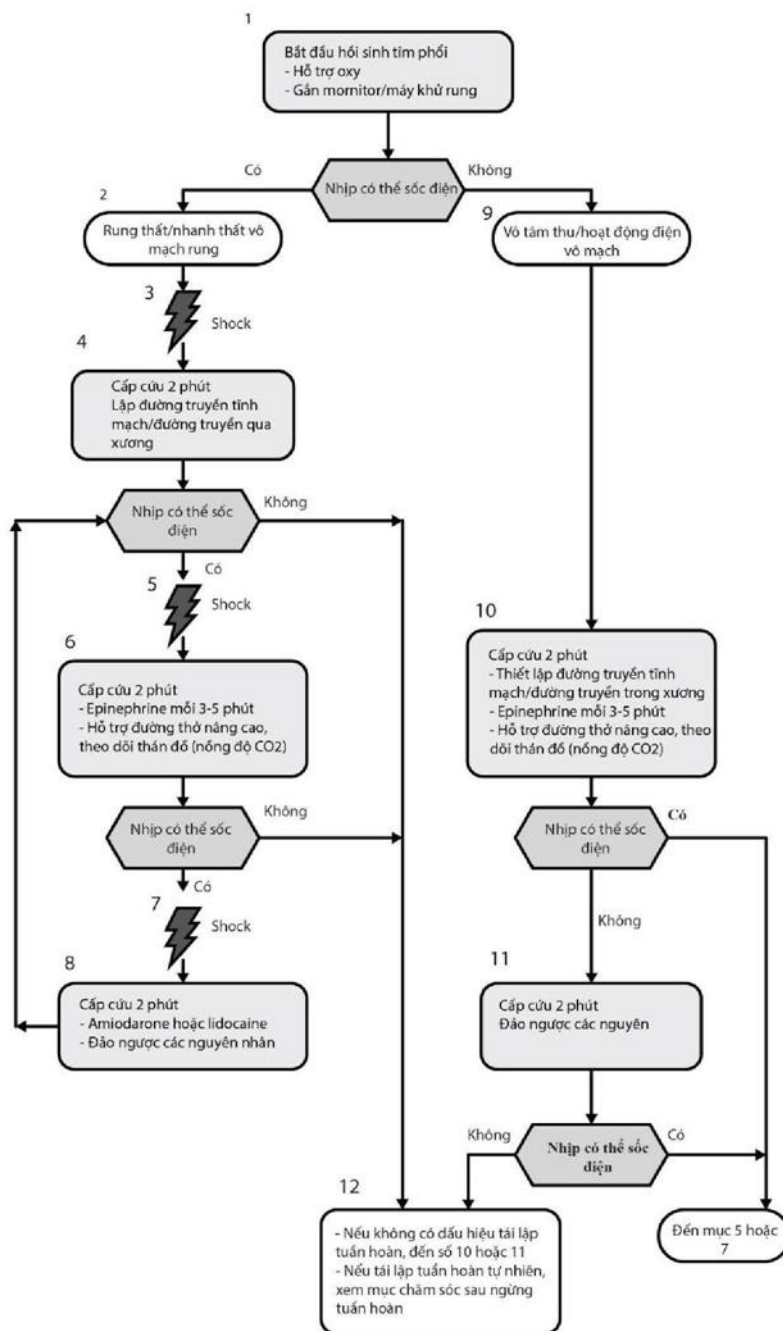 1
Bắt đầu hồi sinh tim phổi
- Hỗ trợ oxy
- Gắn mornitor/máy khử rung
Có
Nhịp có thể sốc điện
Không
2
Rung thất/nhanh thất vô
mạch rung
9
Vô tâm thu/hoạt động điện
vô mạch
3
Shock
4
Cấp cứu 2 phút
Lập đường truyền tĩnh
mạch/đường truyền qua
xương
Nhịp có thể sốc
điện
Không
Có
5
Shock
6
Cấp cứu 2 phút
- Epinephrine mỗi 3-5 phút
- Hỗ trợ đường thở nâng cao,
theo dõi thán đồ (nồng độ CO2)
10
Cấp cứu 2 phút
- Thiết lập đường truyền tĩnh
mạch/đường truyền trong xương
- Epinephrine mỗi 3-5 phút
- Hỗ trợ đường thở nâng cao, theo
dõi thán đồ (nồng độ CO2)
Nhịp có thể sốc
điện
Không
Có
Nhịp có thể sốc
điện
Có
Không
7
Shock
8
Cấp cứu 2 phút
- Amiodarone hoặc lidocaine
- Đảo ngược các nguyên nhân
11
Cấp cứu 2 phút
Đảo ngược các nguyên
Không
Nhịp có thể sốc
điện
Có
12
- Nếu không có dấu hiệu tái lập
tuần hoàn, đến số 10 hoặc 11
- Nếu tái lập tuần hoàn tự nhiên,
xem mục chăm sóc sau ngừng
tuần hoàn
Đến mục 5 hoặc
7